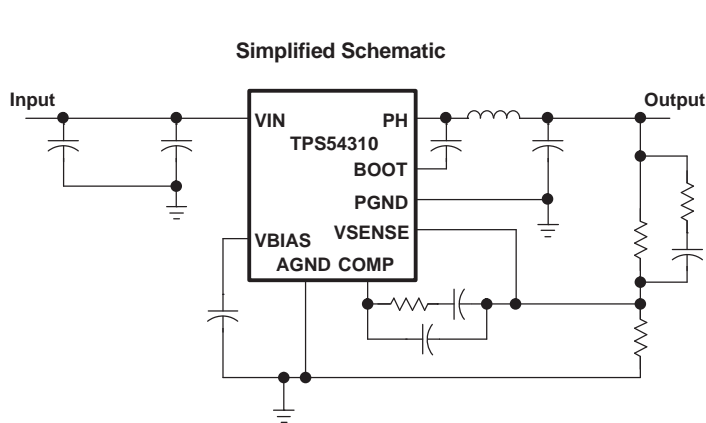 Simplified Schematic
Input
Output
VIN
PH
TPS54310
BOOT
PGND
VSENSE
VBIAS
AGND COMP